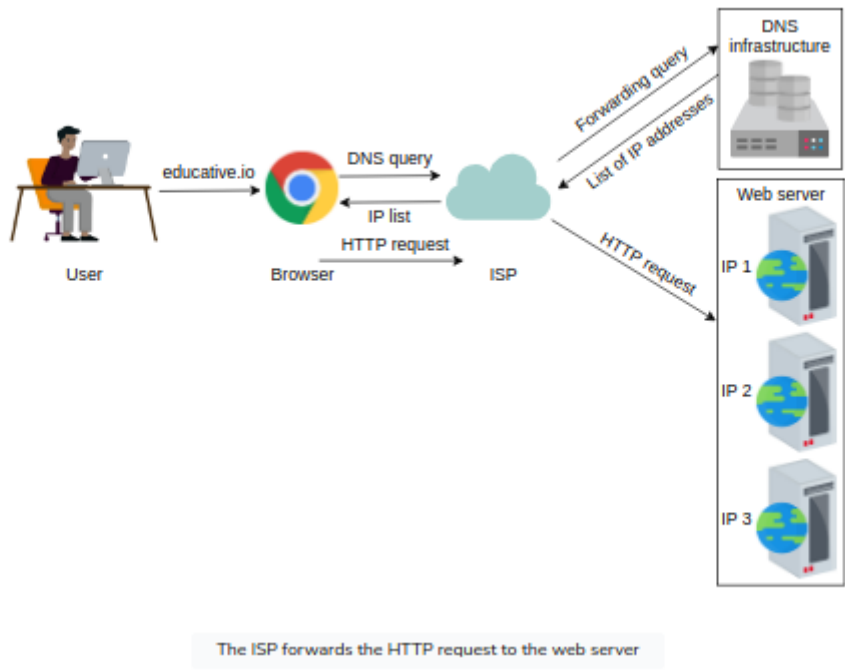 DNS
infrastructure
Forwarding query
List of IP addresses
educative.io
DNS query
IP list
HTTP request
User
Browser
ISP
HTTP request
Web server
IP 1
IP 2
IP 3
The ISP forwards the HTTP request to the web server